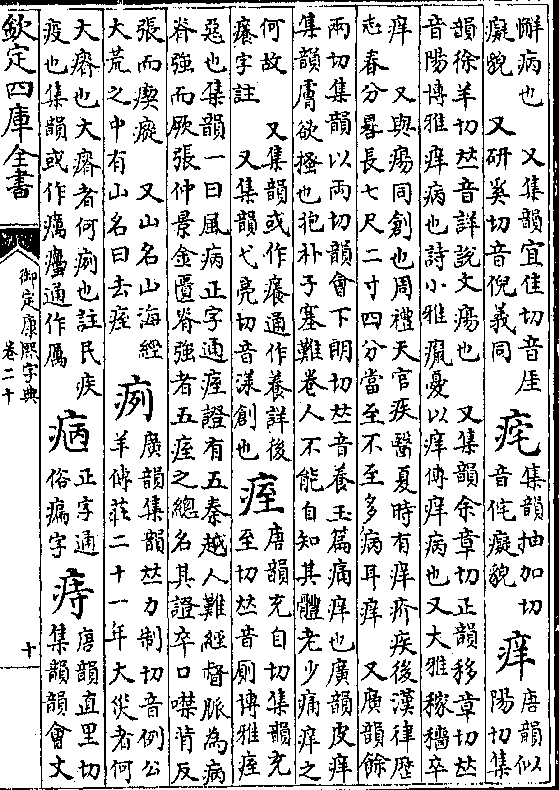 懈病也 又集韻宜佳切音厓
癡貌 又研奚切音倪義同
集韻抽加切
音侘癡貌
痒
唐韻似
陽切集
韻徐羊切𠀤音詳說文瘍也 又集韻余章切正韻移章切𠀤
音陽博雅痒病也詩小雅癙憂以痒傳痒病也又大雅稼穡卒
痒 又與瘍同創也周禮天官疾醫夏時有痒疥疾後漢律歴
志春分晷長七尺二寸四分當至不至多病耳痒 又廣韻餘
兩切集韻以兩切韻會下朗切𠀤音養玉篇痛痒也廣韻皮痒
集韻膚欲搔也抱朴子塞難卷人不能自知其體老少痛痒之
何故 又集韻或作癢通作養詳後
癢字註 又集韻弋亮切音漾創也
痓
唐韻充自切集韻充
至切𠀤音廁博雅痓
惡也集韻一曰風病正字通痓證有五秦越人難經督脈為病
脊強而厥張仲景金匱脊強者五痓之總名其證卒口噤背反
張而瘈瘲 又山名山海經
大荒之中有山名曰去痓
㾐
廣韻集韻𠀤力制切音例公
羊傳莊二十一年大災者何
大瘠也大瘠者何㾐也註民疾
疫也集韻或作癘通作厲
正字通
俗字
痔
唐韻直里切
集韻韻會丈
欽定四庫全書
御定康熙字典
卷二十
十